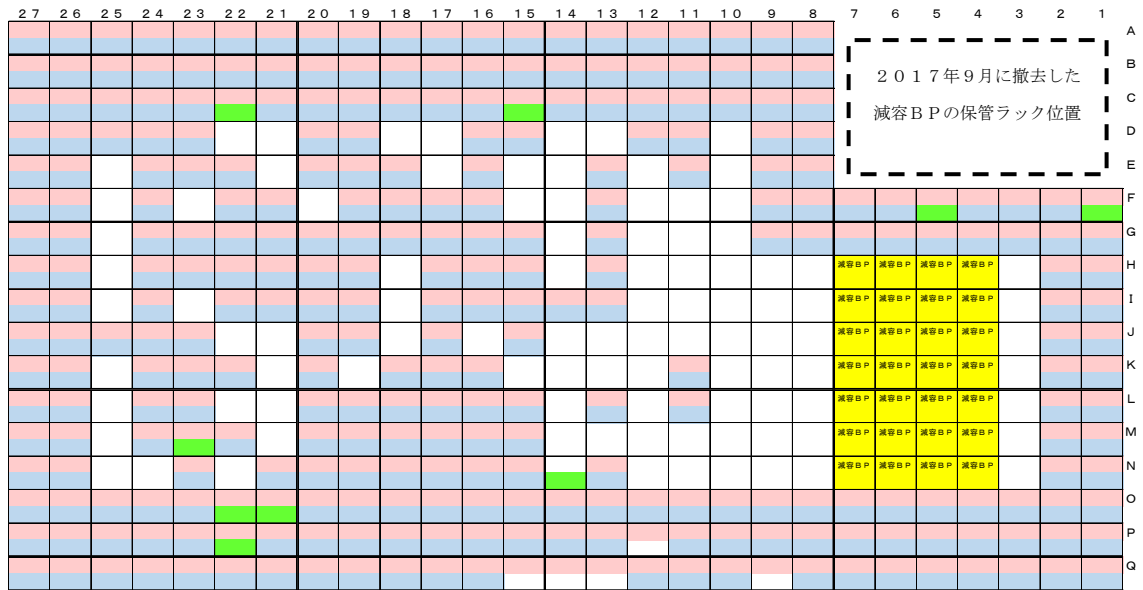 ２７ ２６ ２５ ２４ ２３ ２２ ２１ ２０ １９ １８ １７ １６ １５ １４ １３ １２ １１ １０ ９ ８ ７ ６ ５ ４ ３ ２ １
A
B
２０１７年９月に撤去した
C
減容ＢＰの保管ラック位置
D
E
F
G
減容ＢＰ 減容ＢＰ 減容ＢＰ 減容ＢＰ H
減容ＢＰ 減容ＢＰ 減容ＢＰ 減容ＢＰ I
減容ＢＰ 減容ＢＰ 減容ＢＰ 減容ＢＰ J
減容ＢＰ 減容ＢＰ 減容ＢＰ 減容ＢＰ K
減容ＢＰ 減容ＢＰ 減容ＢＰ 減容ＢＰ L
減容ＢＰ 減容ＢＰ 減容ＢＰ 減容ＢＰ M
減容ＢＰ 減容ＢＰ 減容ＢＰ 減容ＢＰ N
O
P
Q